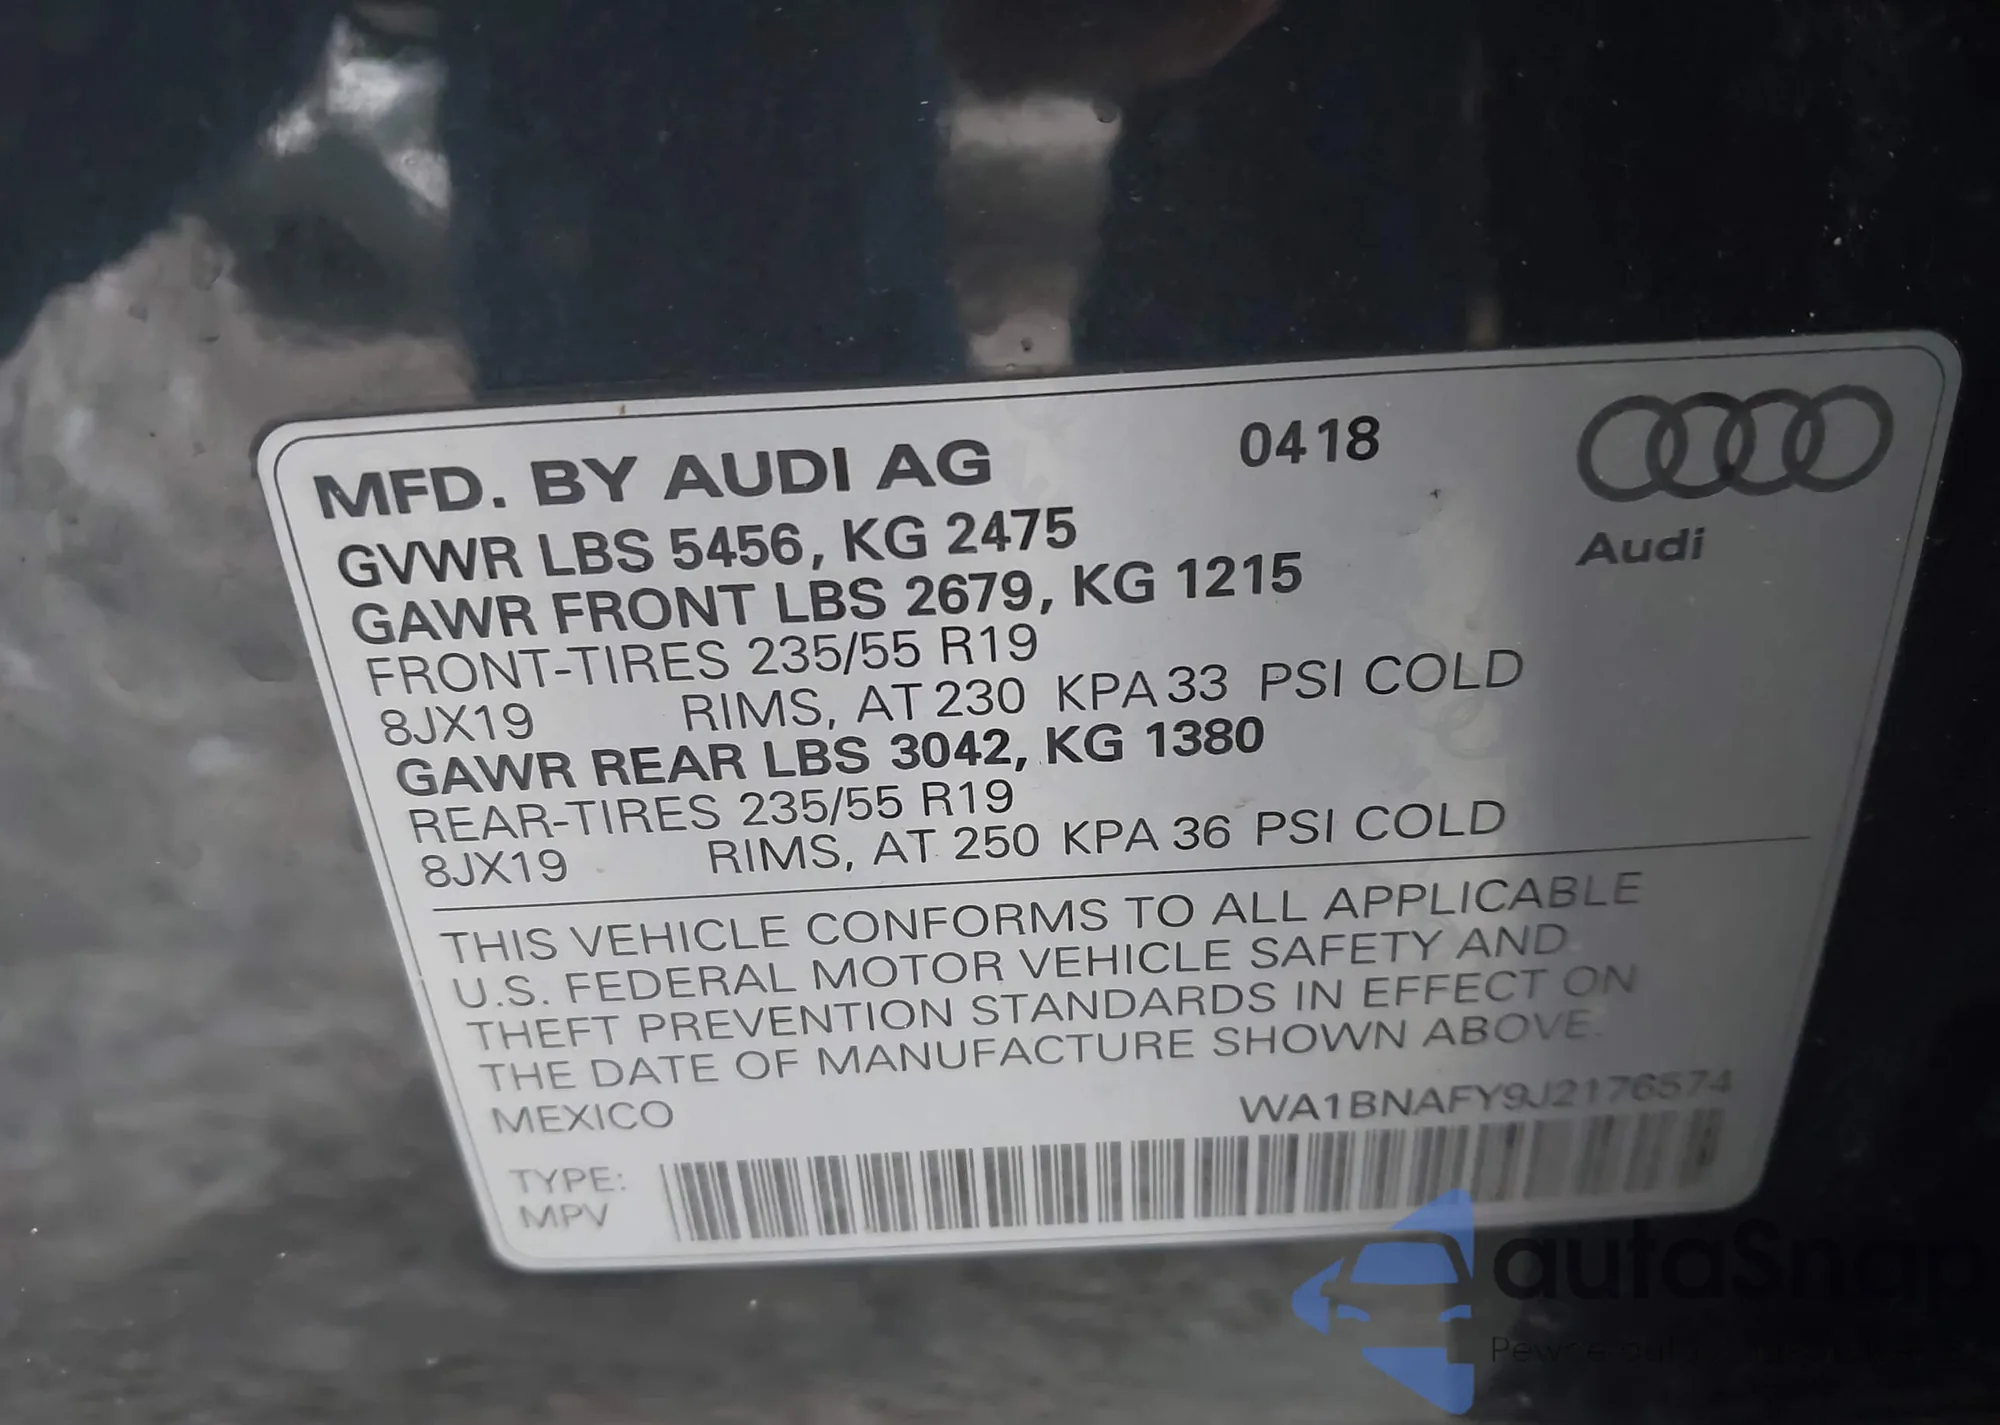 MFD. BY AUDI AG 0418
Audi
GVWR LBS 5456, KG 2475
GAWR FRONT LBS 2679, KG 1215
FRONT-TIRES 235/55 R19
8JX19 RIMS, AT 230 KPA 33 PSI COLD
GAWR REAR LBS 3042, KG 1380
REAR-TIRES 235/55 R19
8JX19 RIMS, AT 250 KPA 36 PSI COLD
THIS VEHICLE CONFORMS TO ALL APPLICABLE
U.S. FEDERAL MOTOR VEHICLE SAFETY AND
THEFT PREVENTION STANDARDS IN EFFECT ON
THE DATE OF MANUFACTURE SHOWN ABOVE.
MEXICO WA1BNAFY9J2176574
TYPE:
MPV
autaSnap